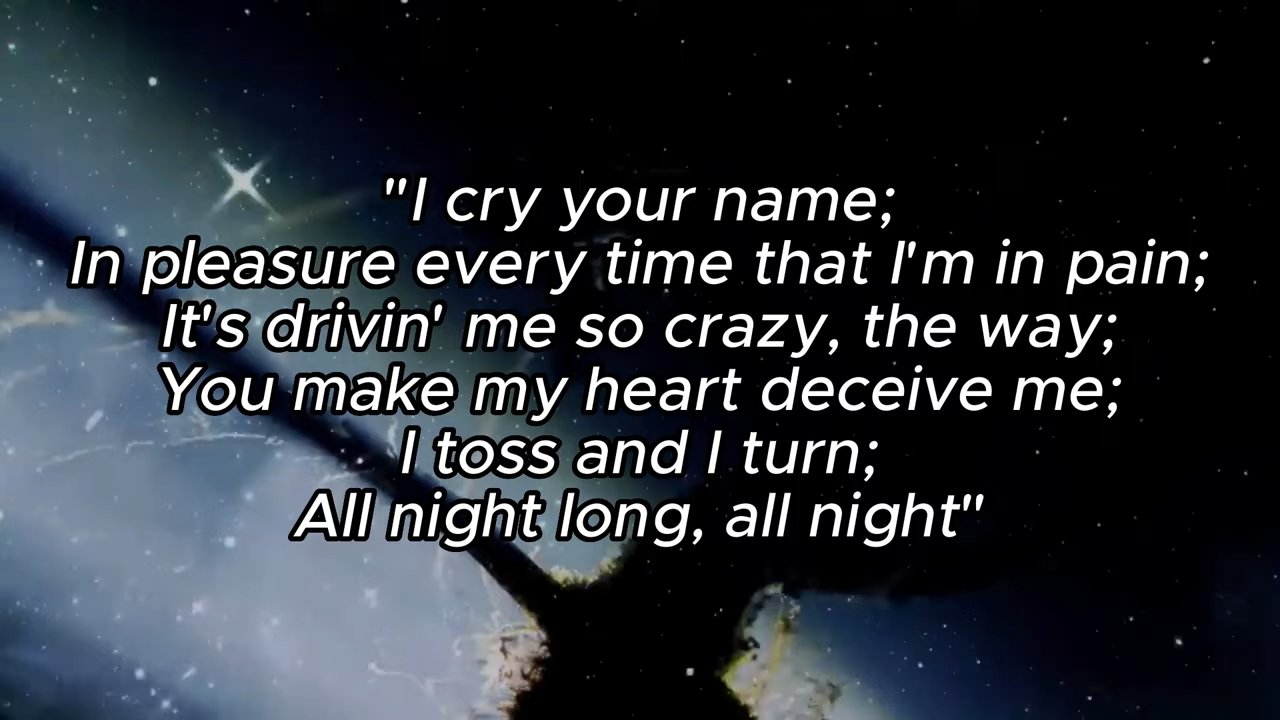 "I cry your name;
In pleasure every time that I'm in pain;
It's drivin' me so crazy, the way;
You make my heart deceive me;
I toss and I turn;
All night long, all night"